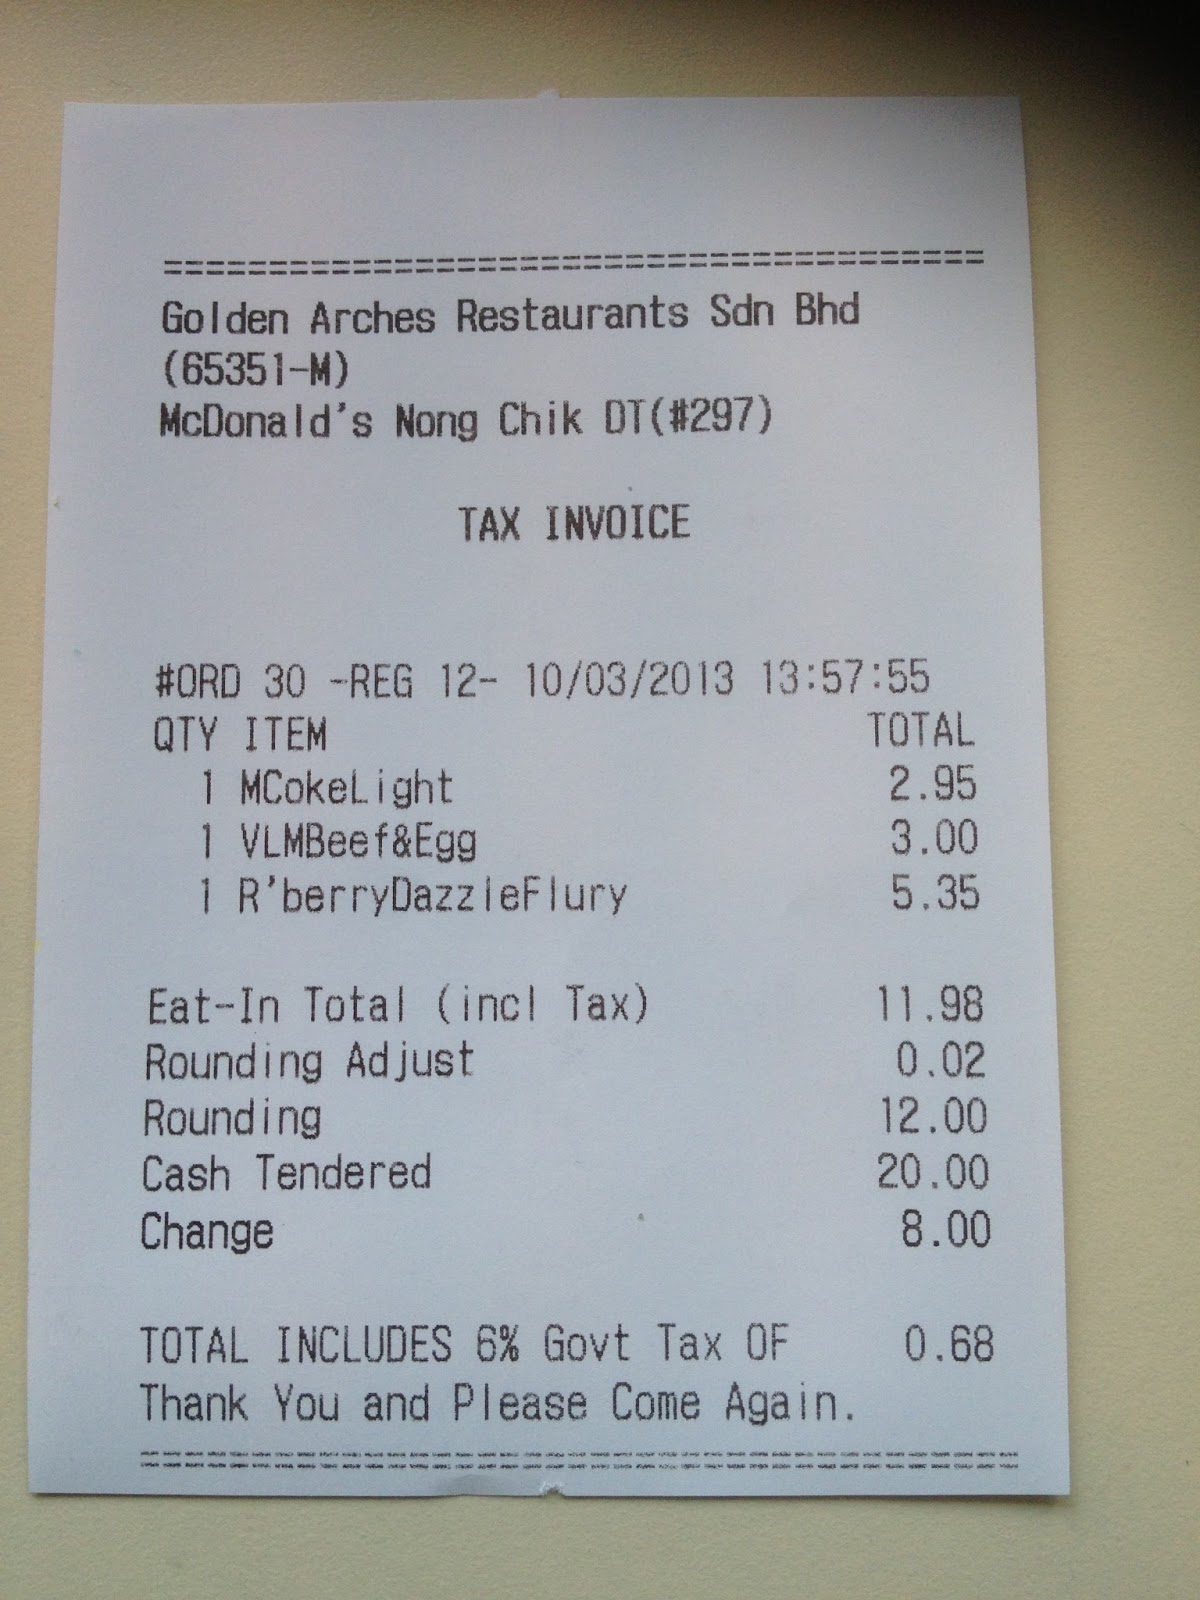 ========================================
Golden Arches Restaurants Sdn Bhd
(65351-M)
McDonald's Nong Chik DT(#297)
TAX INVOICE
#ORD 30 -REG 12- 10/03/2013 13:57:55
QTY ITEM TOTAL
1 MCokeLight 2.95
1 VLMBeef&Egg 3.00
1 R'berryDazzleFlury 5.35
Eat-In Total (incl Tax) 11.98
Rounding Adjust 0.02
Rounding 12.00
Cash Tendered 20.00
Change 8.00
TOTAL INCLUDES 6% Govt Tax OF 0.68
Thank You and Please Come Again.
========================================